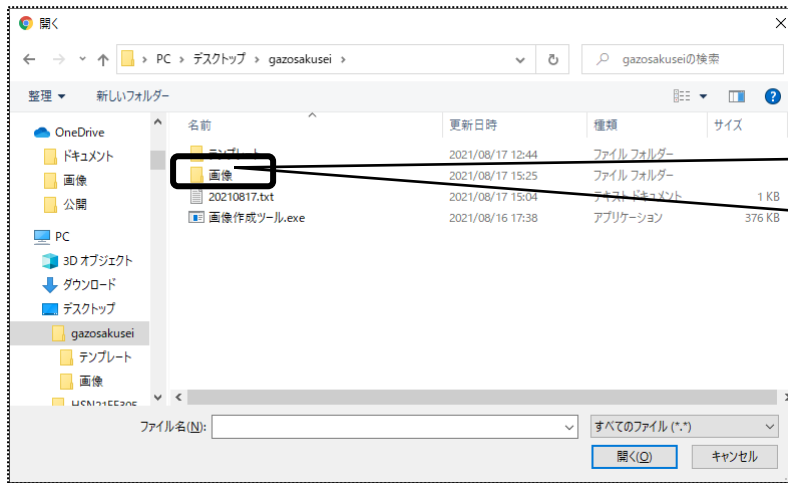 開く
PC › デスクトップ › gazosakusei ›
gazosakuseiの検索
整理 新しいフォルダー
名前 更新日時 種類 サイズ
OneDrive
ドキュメント
画像
公開
PC
3D オブジェクト
ダウンロード
デスクトップ
gazosakusei
テンプレート
画像
テンプレート 2021/08/17 12:44 ファイル フォルダー
画像 2021/08/17 15:25 ファイル フォルダー
20210817.txt 2021/08/17 15:04 テキスト ドキュメント 1 KB
画像作成ツール.exe 2021/08/16 17:38 アプリケーション 376 KB
ファイル名(N): すべてのファイル (*.*)
開く(O) キャンセル